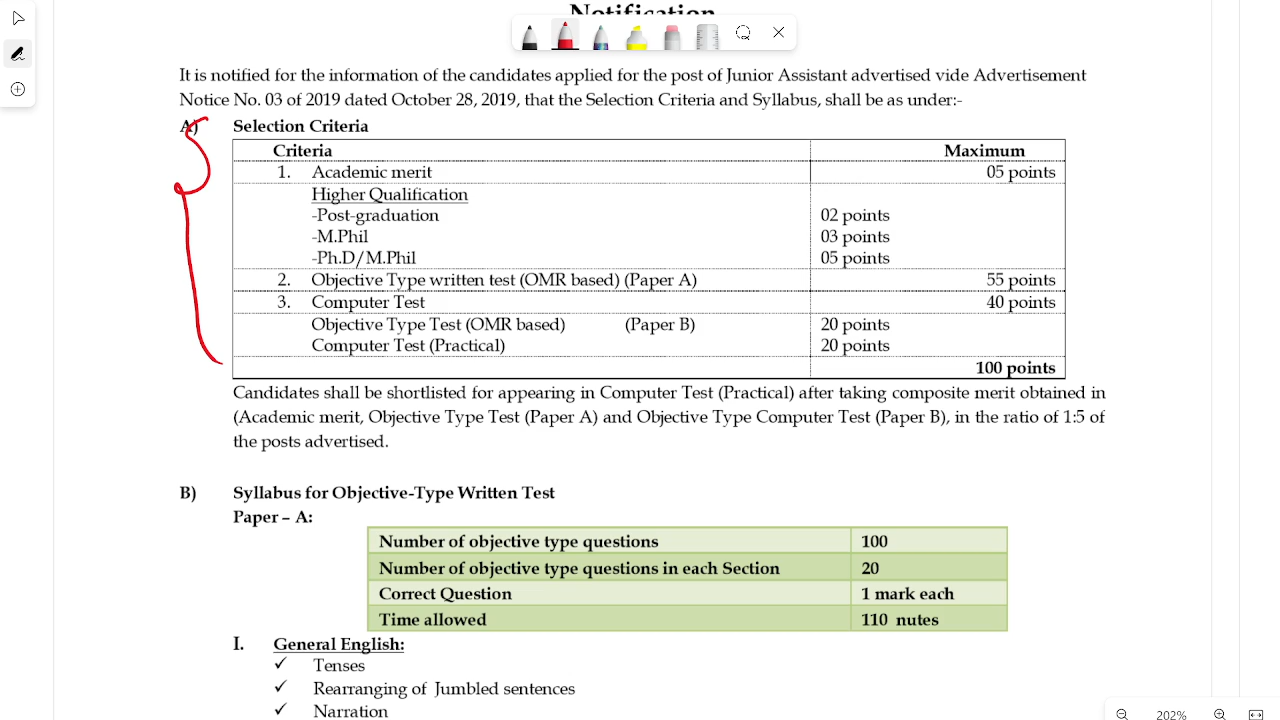 Notification
It is notified for the information of the candidates applied for the post of Junior Assistant advertised vide Advertisement
Notice No. 03 of 2019 dated October 28, 2019, that the Selection Criteria and Syllabus, shall be as under:-
A) Selection Criteria
Criteria Maximum
1. Academic merit 05 points
Higher Qualification
-Post-graduation 02 points
-M.Phil 03 points
-Ph.D/M.Phil 05 points
2. Objective Type written test (OMR based) (Paper A) 55 points
3. Computer Test 40 points
Objective Type Test (OMR based) (Paper B) 20 points
Computer Test (Practical) 20 points
100 points
Candidates shall be shortlisted for appearing in Computer Test (Practical) after taking composite merit obtained in
(Academic merit, Objective Type Test (Paper A) and Objective Type Computer Test (Paper B), in the ratio of 1:5 of
the posts advertised.
B) Syllabus for Objective-Type Written Test
Paper – A:
Number of objective type questions 100
Number of objective type questions in each Section 20
Correct Question 1 mark each
Time allowed 110 nutes
I. General English:
✓ Tenses
✓ Rearranging of Jumbled sentences
✓ Narration
202%